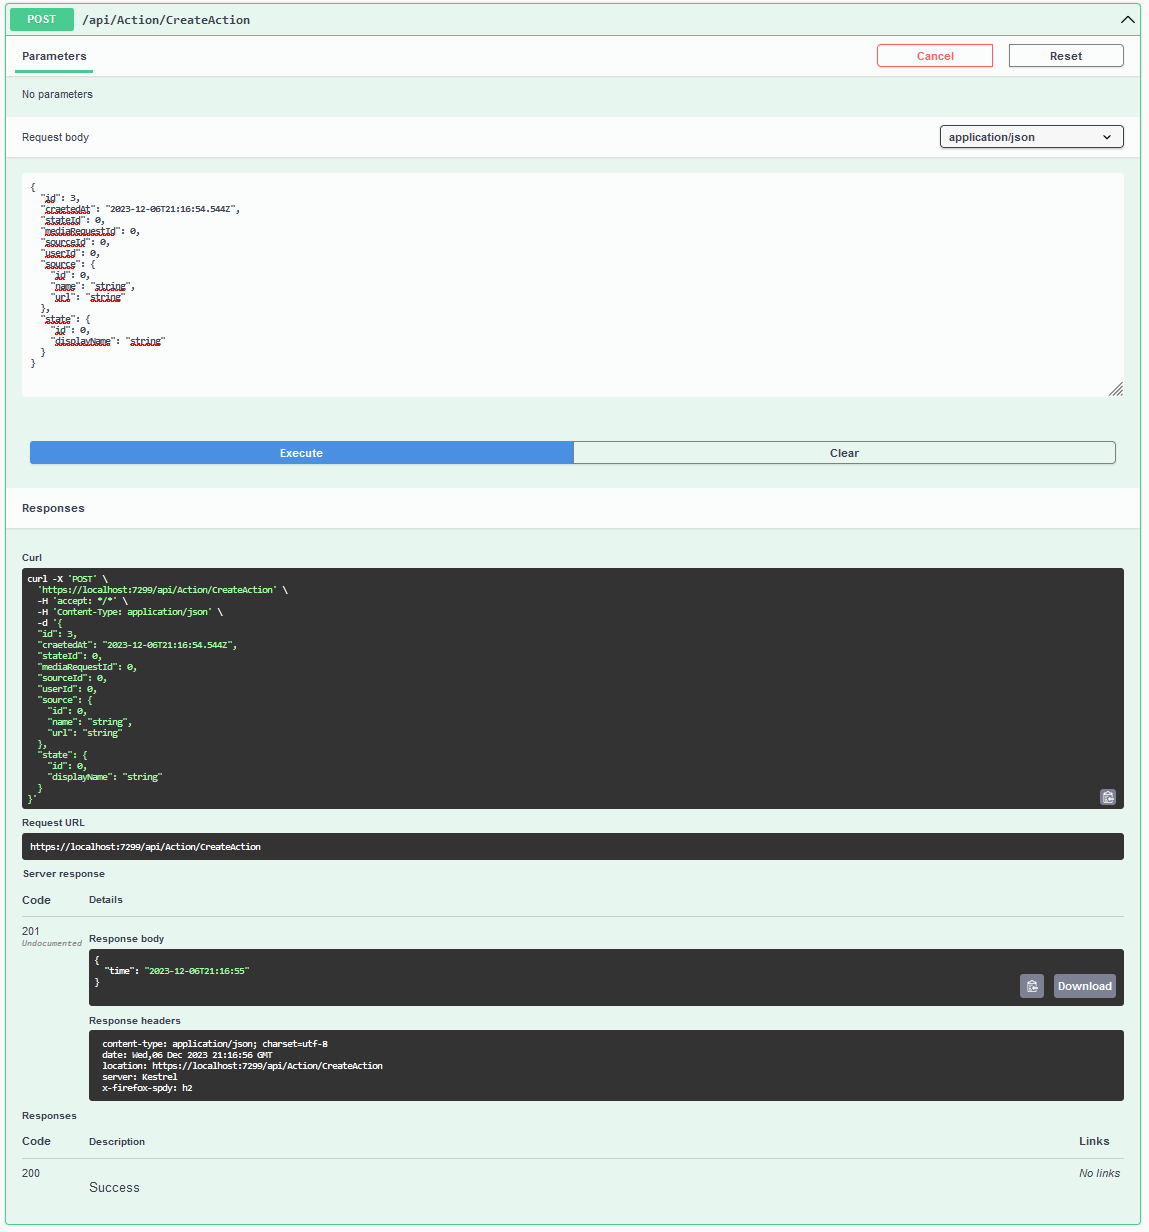 POST /api/Action/CreateAction
Parameters Cancel Reset
No parameters
Request body application/json
{
"id": 3,
"craetedAt": "2023-12-06T21:16:54.544Z",
"stateId": 0,
"mediaRequestId": 0,
"sourceId": 0,
"userId": 0,
"source": {
"id": 0,
"name": "string",
"url": "string"
},
"state": {
"id": 0,
"displayName": "string"
}
}
Execute Clear
Responses
Curl
curl -X 'POST' \
'https://localhost:7299/api/Action/CreateAction' \
-H 'accept: */*' \
-H 'Content-Type: application/json' \
-d '{
"id": 3,
"craetedAt": "2023-12-06T21:16:54.544Z",
"stateId": 0,
"mediaRequestId": 0,
"sourceId": 0,
"userId": 0,
"source": {
"id": 0,
"name": "string",
"url": "string"
},
"state": {
"id": 0,
"displayName": "string"
}
}'
Request URL
https://localhost:7299/api/Action/CreateAction
Server response
Code Details
201
Undocumented
Response body
{
"time": "2023-12-06T21:16:55"
}
Download
Response headers
content-type: application/json; charset=utf-8
date: Wed,06 Dec 2023 21:16:56 GMT
location: https://localhost:7299/api/Action/CreateAction
server: Kestrel
x-firefox-spdy: h2
Responses
Code Description Links
200 No links
Success